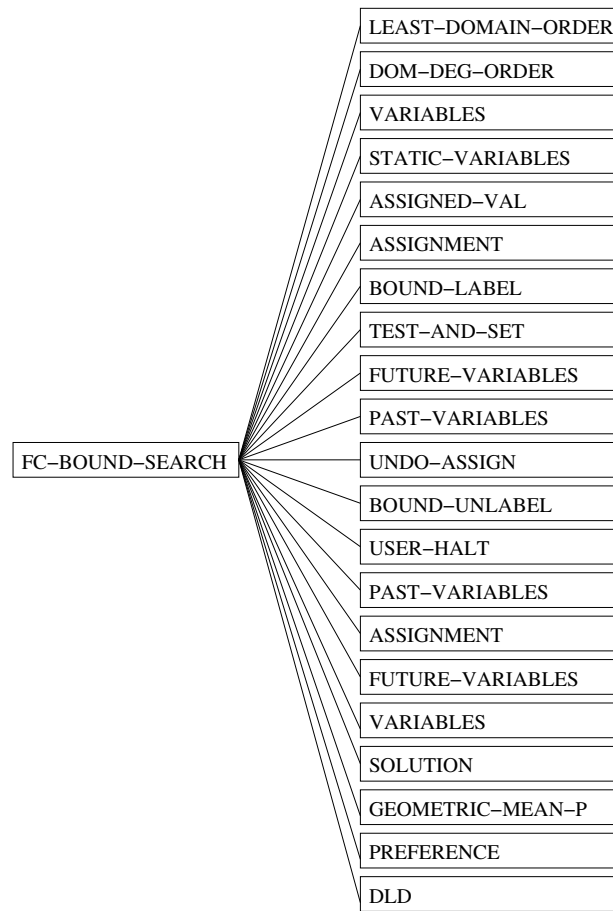 LEAST−DOMAIN−ORDER
DOM−DEG−ORDER
VARIABLES
STATIC−VARIABLES
ASSIGNED−VAL
ASSIGNMENT
BOUND−LABEL
TEST−AND−SET
FUTURE−VARIABLES
PAST−VARIABLES
FC−BOUND−SEARCH
UNDO−ASSIGN
BOUND−UNLABEL
USER−HALT
PAST−VARIABLES
ASSIGNMENT
FUTURE−VARIABLES
VARIABLES
SOLUTION
GEOMETRIC−MEAN−P
PREFERENCE
DLD